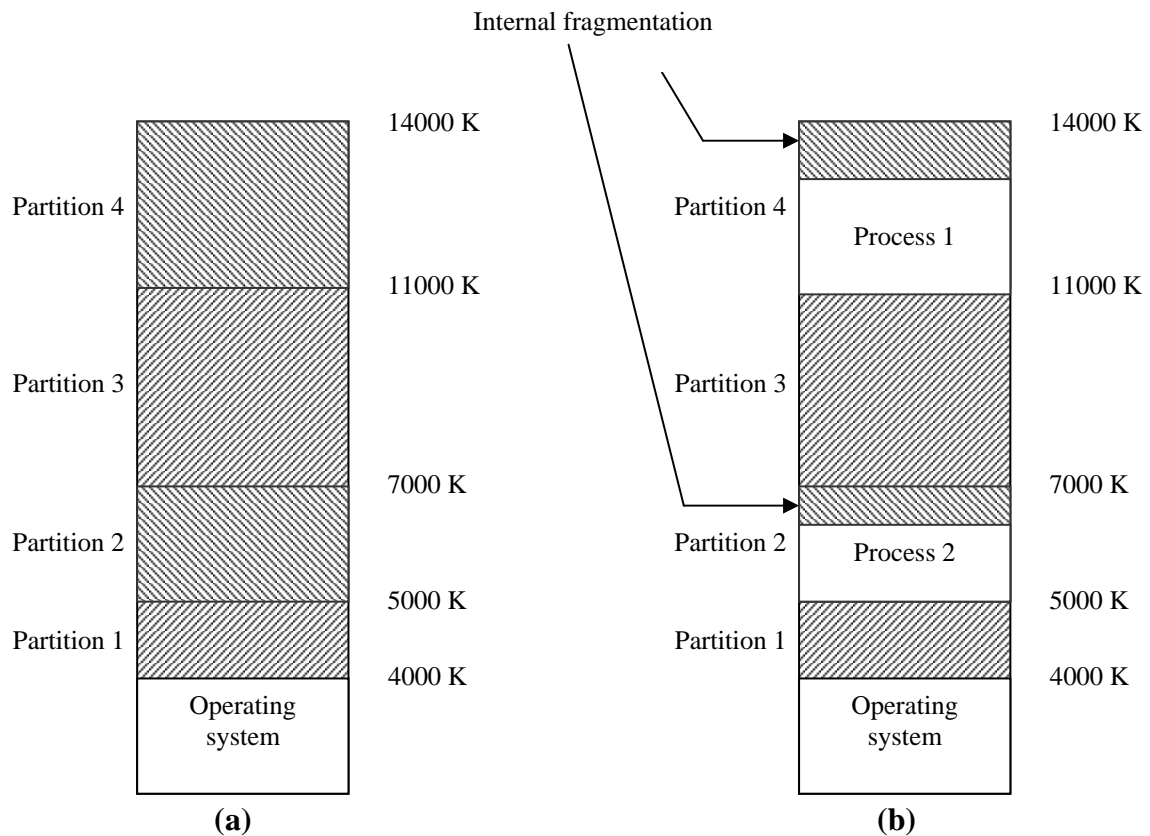 Internal fragmentation
14000 K
Partition 4
11000 K
Partition 3
7000 K
Partition 2
5000 K
Partition 1
4000 K
Operating
system
(a)
14000 K
Partition 4
Process 1
11000 K
Partition 3
7000 K
Partition 2
Process 2
5000 K
Partition 1
4000 K
Operating
system
(b)